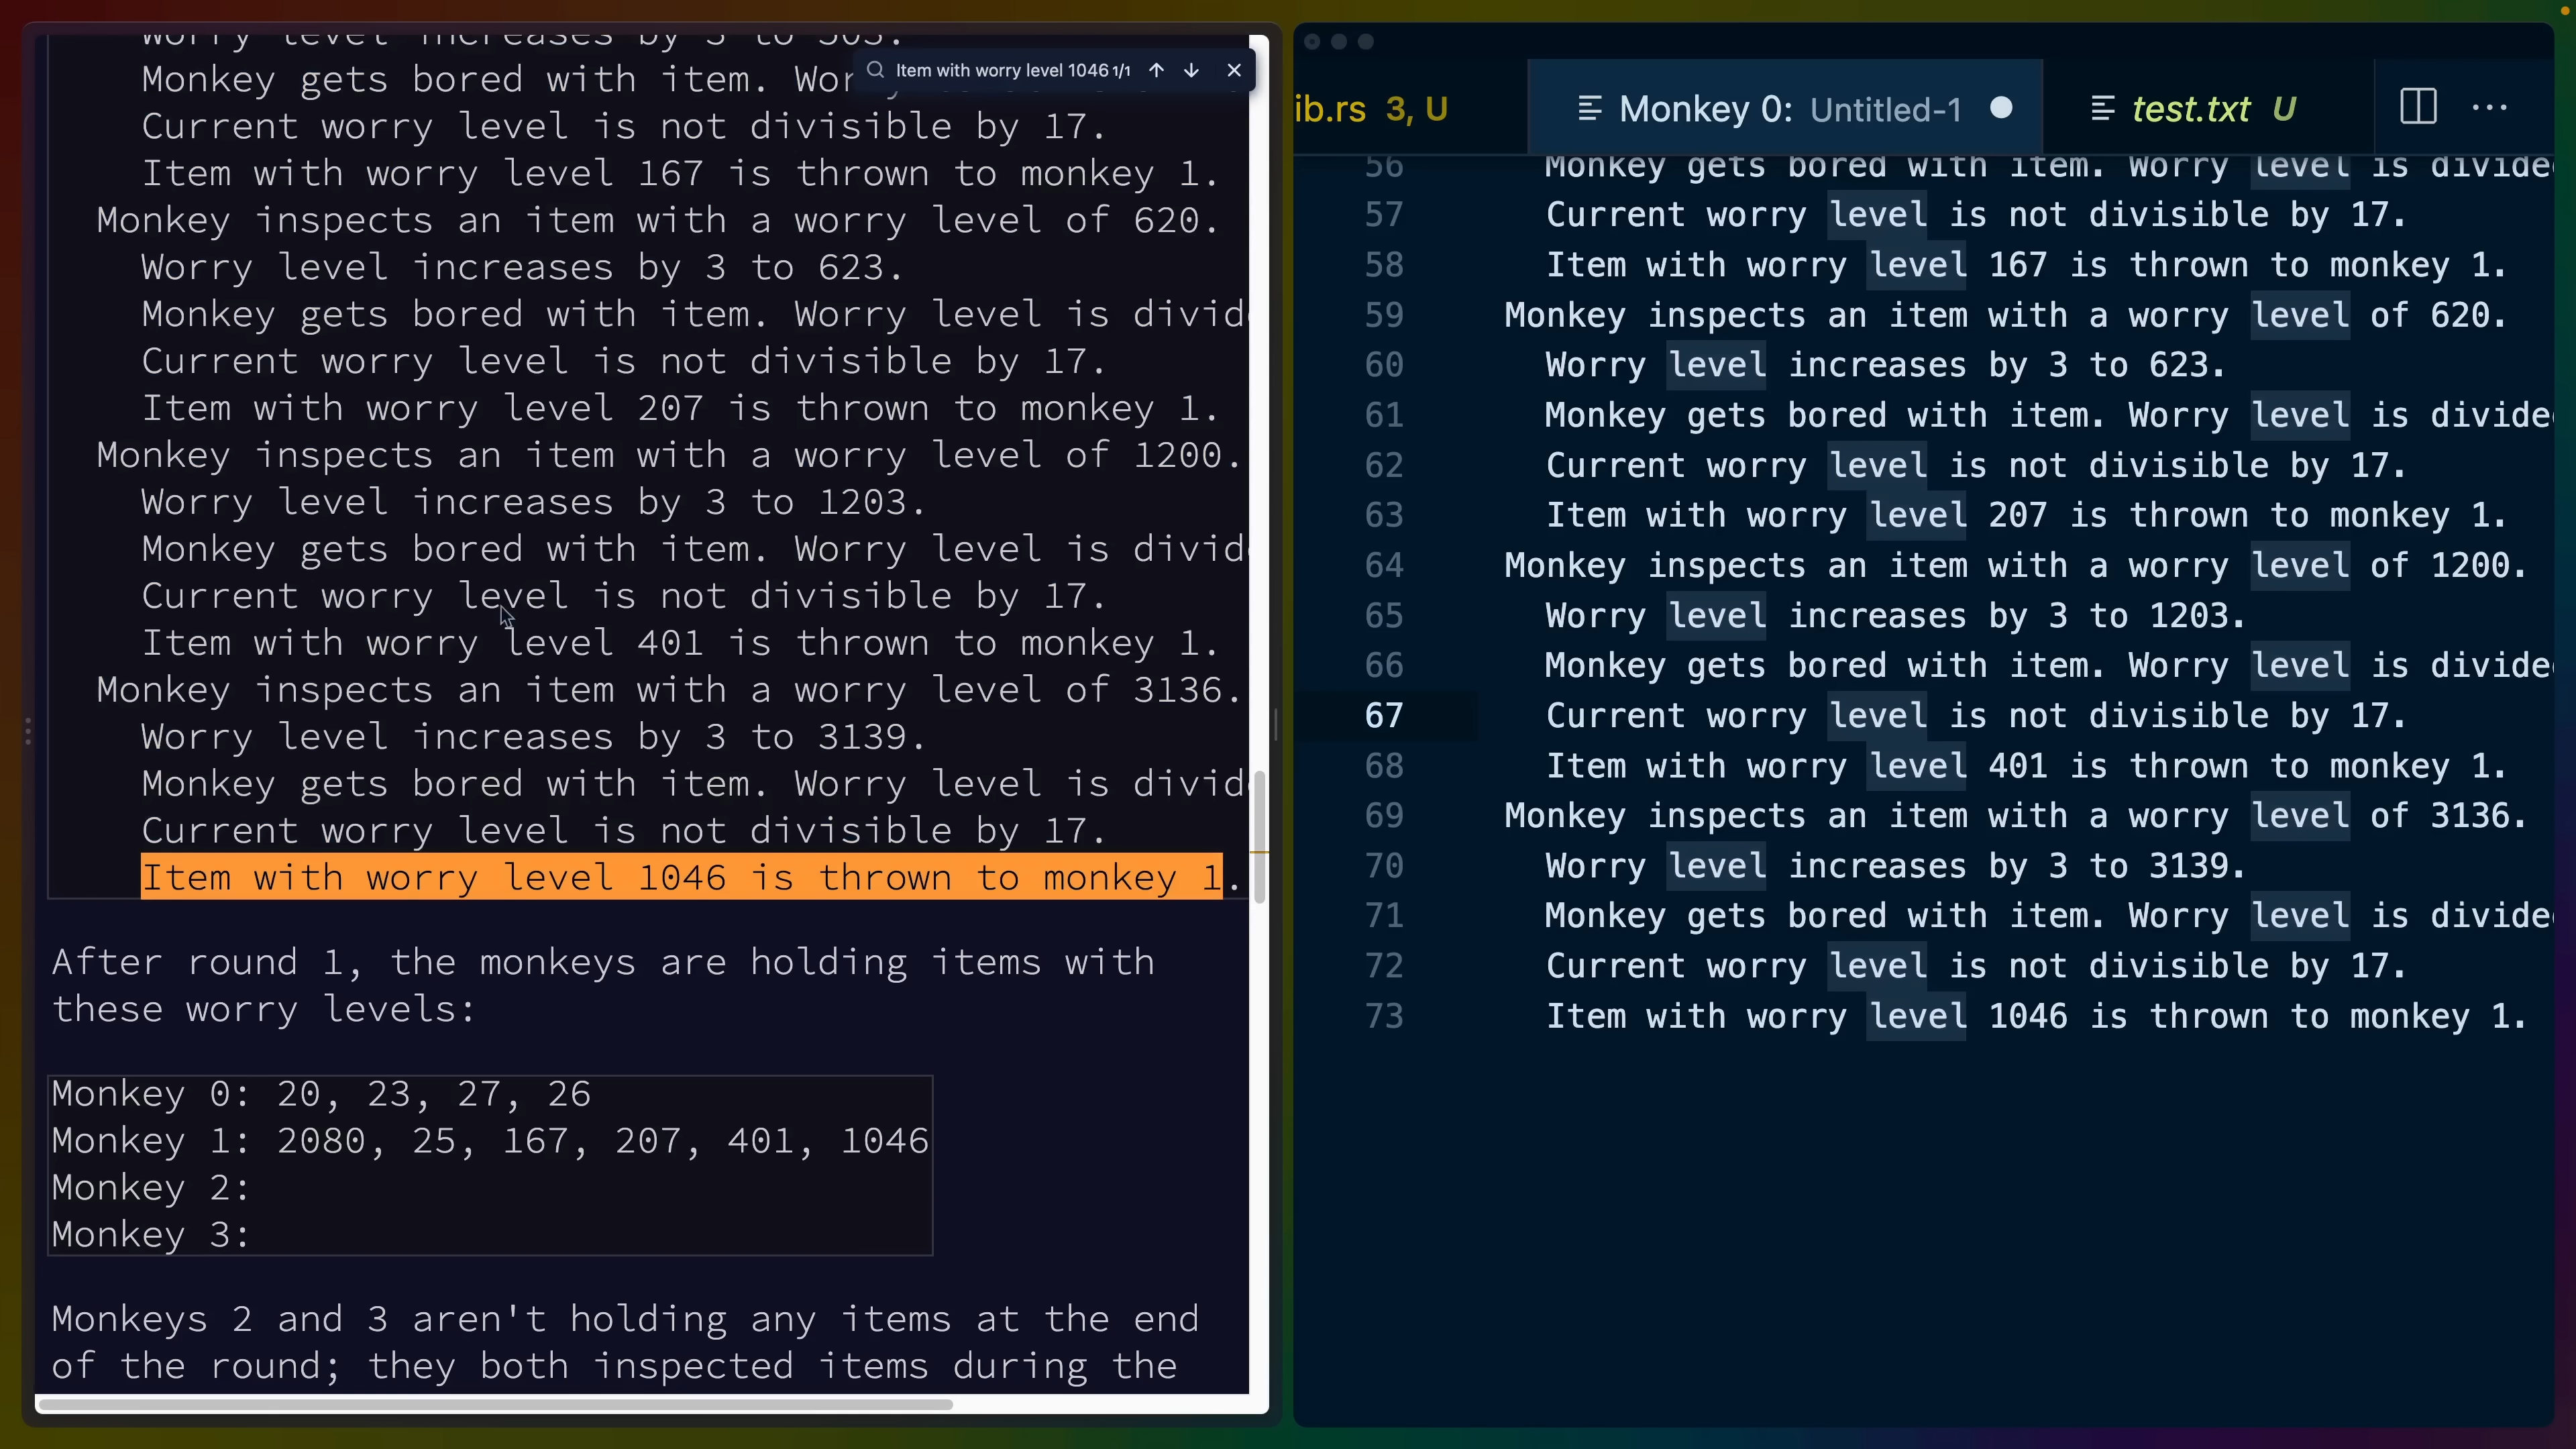 Worry level increases by 3 to 503.
Monkey gets bored with item. Wor
Item with worry level 1046 1/1
Current worry level is not divisible by 17.
Item with worry level 167 is thrown to monkey 1.
Monkey inspects an item with a worry level of 620.
Worry level increases by 3 to 623.
Monkey gets bored with item. Worry level is divid
Current worry level is not divisible by 17.
Item with worry level 207 is thrown to monkey 1.
Monkey inspects an item with a worry level of 1200.
Worry level increases by 3 to 1203.
Monkey gets bored with item. Worry level is divid
Current worry level is not divisible by 17.
Item with worry level 401 is thrown to monkey 1.
Monkey inspects an item with a worry level of 3136.
Worry level increases by 3 to 3139.
Monkey gets bored with item. Worry level is divid
Current worry level is not divisible by 17.
Item with worry level 1046 is thrown to monkey 1.
After round 1, the monkeys are holding items with
these worry levels:
Monkey 0: 20, 23, 27, 26
Monkey 1: 2080, 25, 167, 207, 401, 1046
Monkey 2:
Monkey 3:
Monkeys 2 and 3 aren't holding any items at the end
of the round; they both inspected items during the
ib.rs 3, U
Monkey 0: Untitled-1
test.txt U
56 Monkey gets bored with item. Worry level is divide
57 Current worry level is not divisible by 17.
58 Item with worry level 167 is thrown to monkey 1.
59 Monkey inspects an item with a worry level of 620.
60 Worry level increases by 3 to 623.
61 Monkey gets bored with item. Worry level is divide
62 Current worry level is not divisible by 17.
63 Item with worry level 207 is thrown to monkey 1.
64 Monkey inspects an item with a worry level of 1200.
65 Worry level increases by 3 to 1203.
66 Monkey gets bored with item. Worry level is divide
67 Current worry level is not divisible by 17.
68 Item with worry level 401 is thrown to monkey 1.
69 Monkey inspects an item with a worry level of 3136.
70 Worry level increases by 3 to 3139.
71 Monkey gets bored with item. Worry level is divide
72 Current worry level is not divisible by 17.
73 Item with worry level 1046 is thrown to monkey 1.